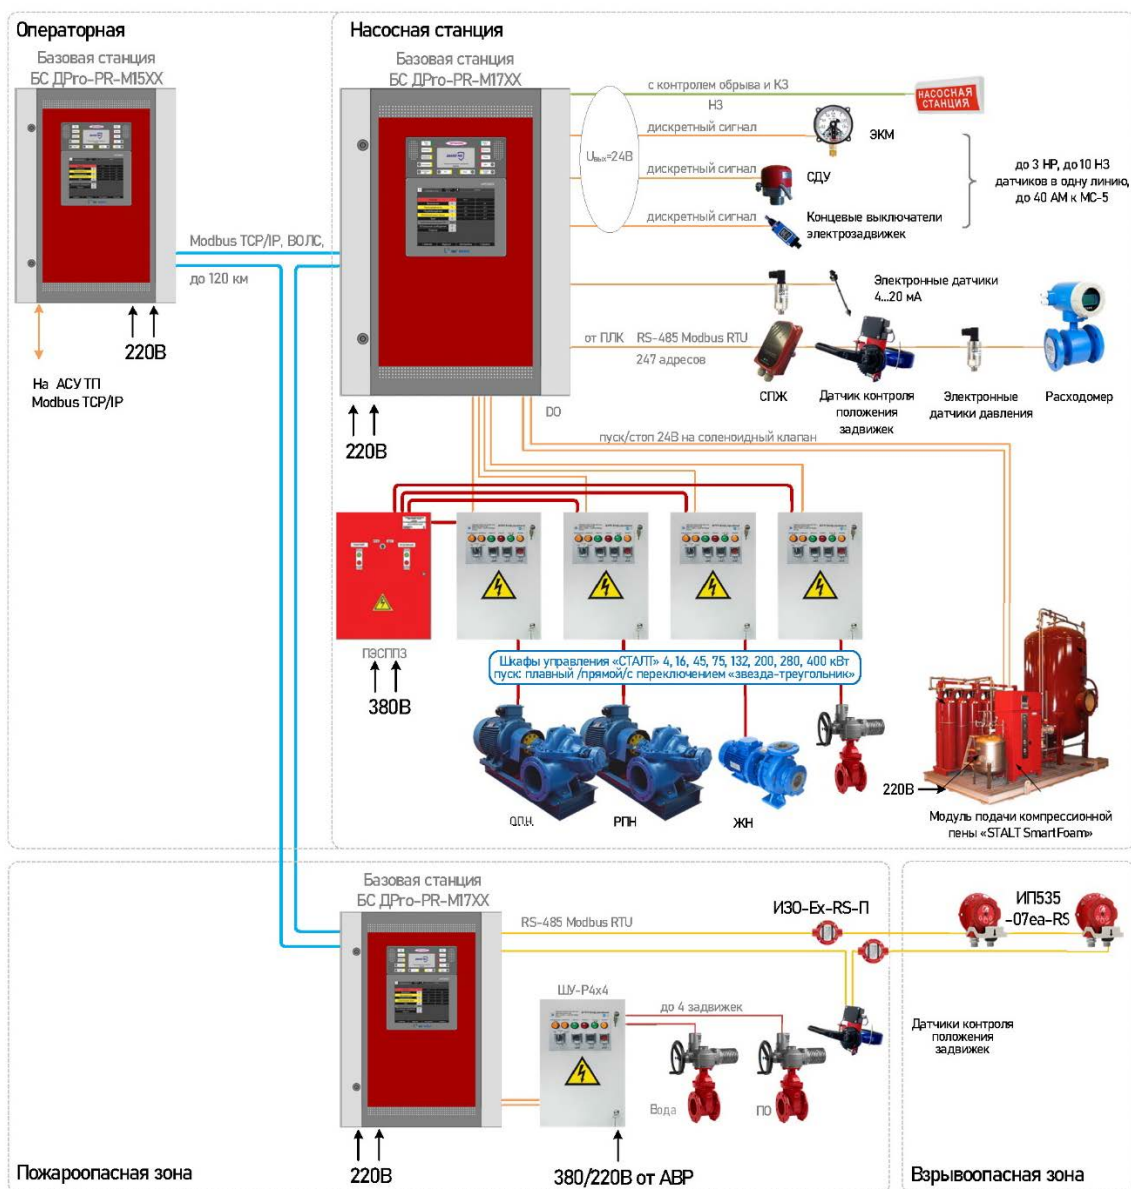 Операторная
Базовая станция
БС ДPro-PR-M15XX
Насосная станция
Базовая станция
БС ДPro-PR-M17XX
с контролем обрыва и КЗ
НАСОСНАЯ
СТАНЦИЯ
НЗ
дискретный сигнал
ЭКМ
Uвых=24В
дискретный сигнал
СДУ
дискретный сигнал
Концевые выключатели
электрозадвижек
до 3 НР, до 10 НЗ
датчиков в одну линию,
до 40 АМ к МС-5
Modbus TCP/IP, ВОЛС,
до 120 км
220В
На АСУ ТП
Modbus TCP/IP
Электронные датчики
4...20 мА
от ПЛК RS-485 Modbus RTU
247 адресов
СПЖ
Датчик контроля
положения
задвижек
Электронные
датчики давления
Расходомер
DO
220В
пуск/стоп 24В на соленоидный клапан
ПЭСППЗ
380В
Шкафы управления «СТАЛТ» 4, 16, 45, 75, 132, 200, 280, 400 кВт
пуск: плавный /прямой/с переключением «звезда-треугольник»
ОПН
РПН
ЖН
220В
Модуль подачи компрессионной
пены «STALT SmartFoam»
Базовая станция
БС ДPro-PR-M17XX
RS-485 Modbus RTU
ИЗО-Ex-RS-П
ИП535
-07ea-RS
ШУ-Р4х4
до 4 задвижек
Датчики контроля
положения
задвижек
Вода
ПО
220В
380/220В от АВР
Пожароопасная зона
Взрывоопасная зона